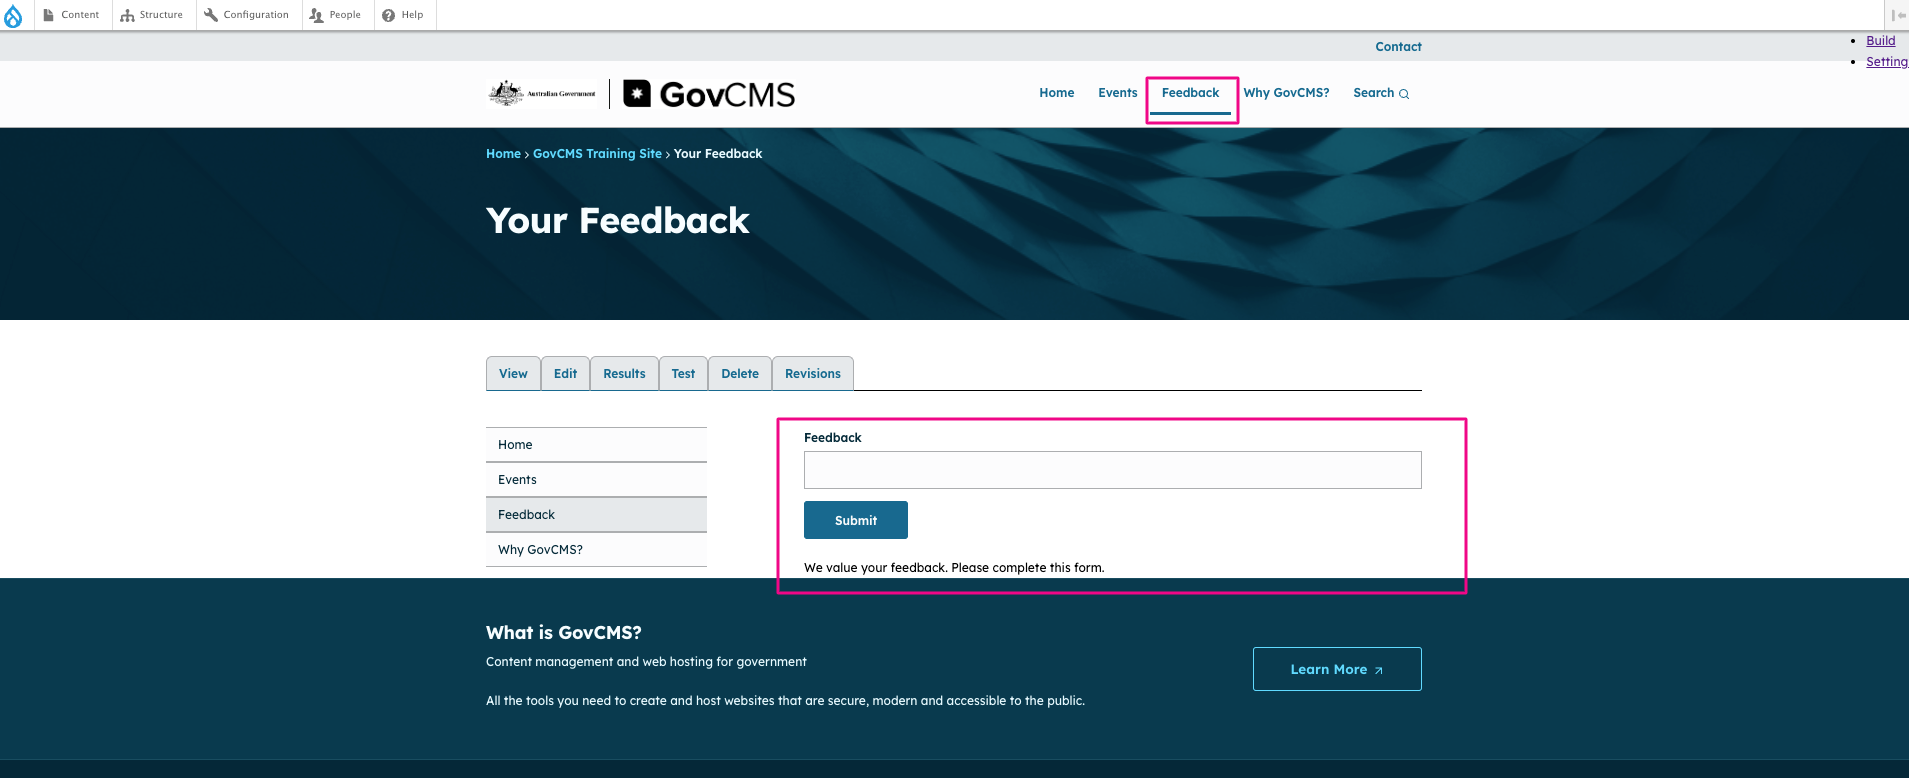 Content Structure Configuration People Help
Contact
Build
Setting
Australian Government GovCMS
Home Events Feedback Why GovCMS? Search
Home › GovCMS Training Site › Your Feedback
Your Feedback
View Edit Results Test Delete Revisions
Home
Events
Feedback
Why GovCMS?
Feedback
Submit
We value your feedback. Please complete this form.
What is GovCMS?
Content management and web hosting for government
All the tools you need to create and host websites that are secure, modern and accessible to the public.
Learn More